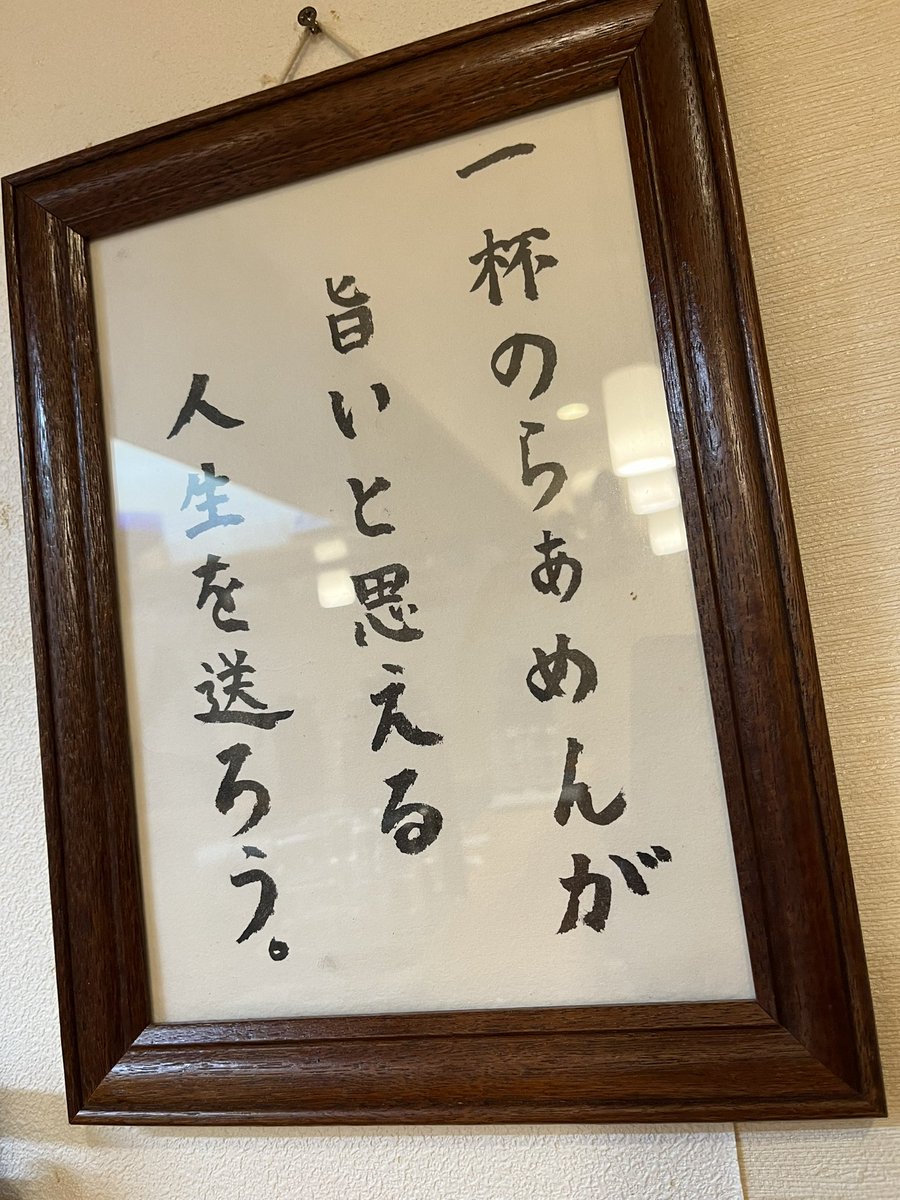 一杯のらぁめんが
旨いと思える
人生を送ろう。